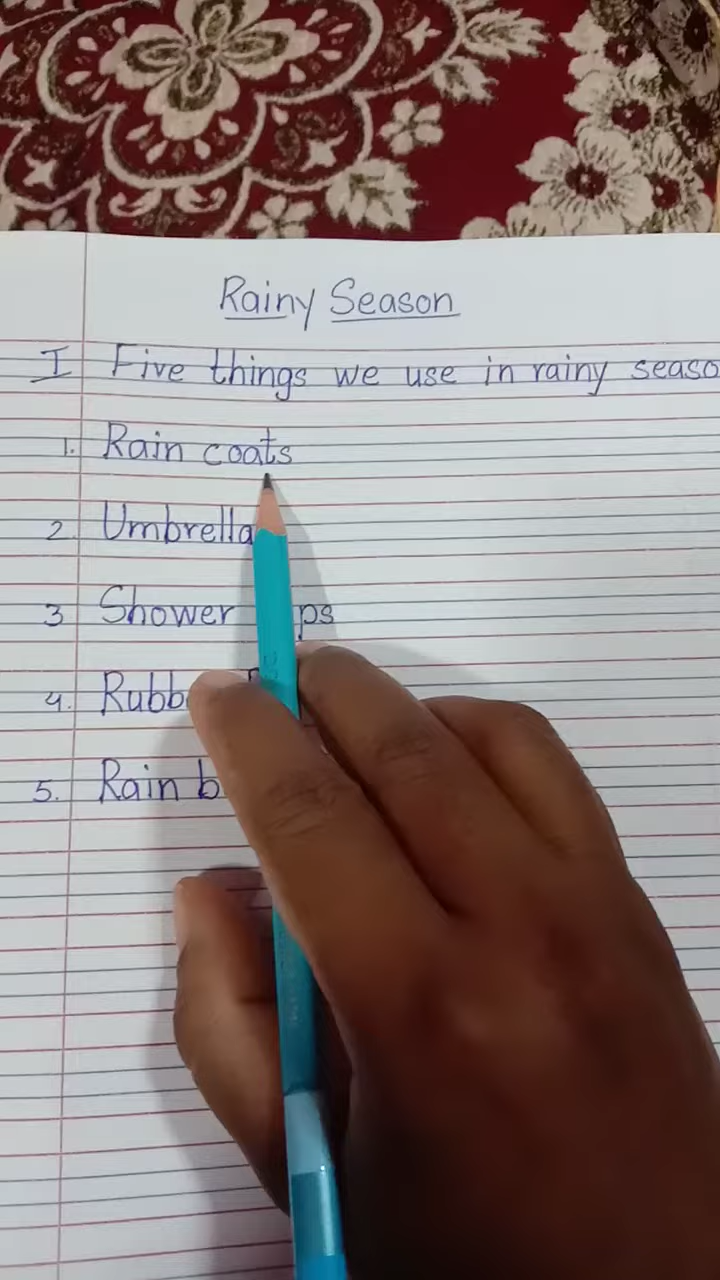 Rainy Season
I Five things we use in rainy seaso
1. Rain coats
2. Umbrella
3 Shower ps
4. Rubb
5. Rain b